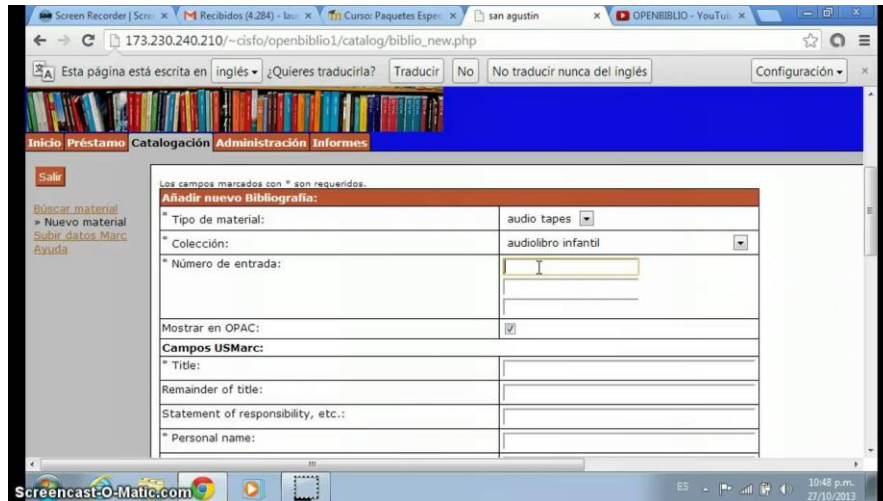 Screen Recorder | Scre
Recibidos (4.284) - lau
Tn Curso: Paquetes Espec
san agustin
OPENBIBLIO - YouTub
173.230.240.210/~cisfo/openbiblio1/catalog/biblio_new.php
Esta página está escrita en inglés ¿Quieres traducirla? Traducir No No traducir nunca del inglés Configuración
Inicio Préstamo Catalogación Administración Informes
Salir
Búscar material
» Nuevo material
Subir datos Marc
Ayuda
Los campos marcados con * son requeridos.
Añadir nuevo Bibliografía:
* Tipo de material: audio tapes
* Colección: audiolibro infantil
* Número de entrada:
Mostrar en OPAC:
Campos USMarc:
* Title:
Remainder of title:
Statement of responsibility, etc.:
* Personal name:
Screencast-O-Matic.com
ES
10:48 p.m.
27/10/2013